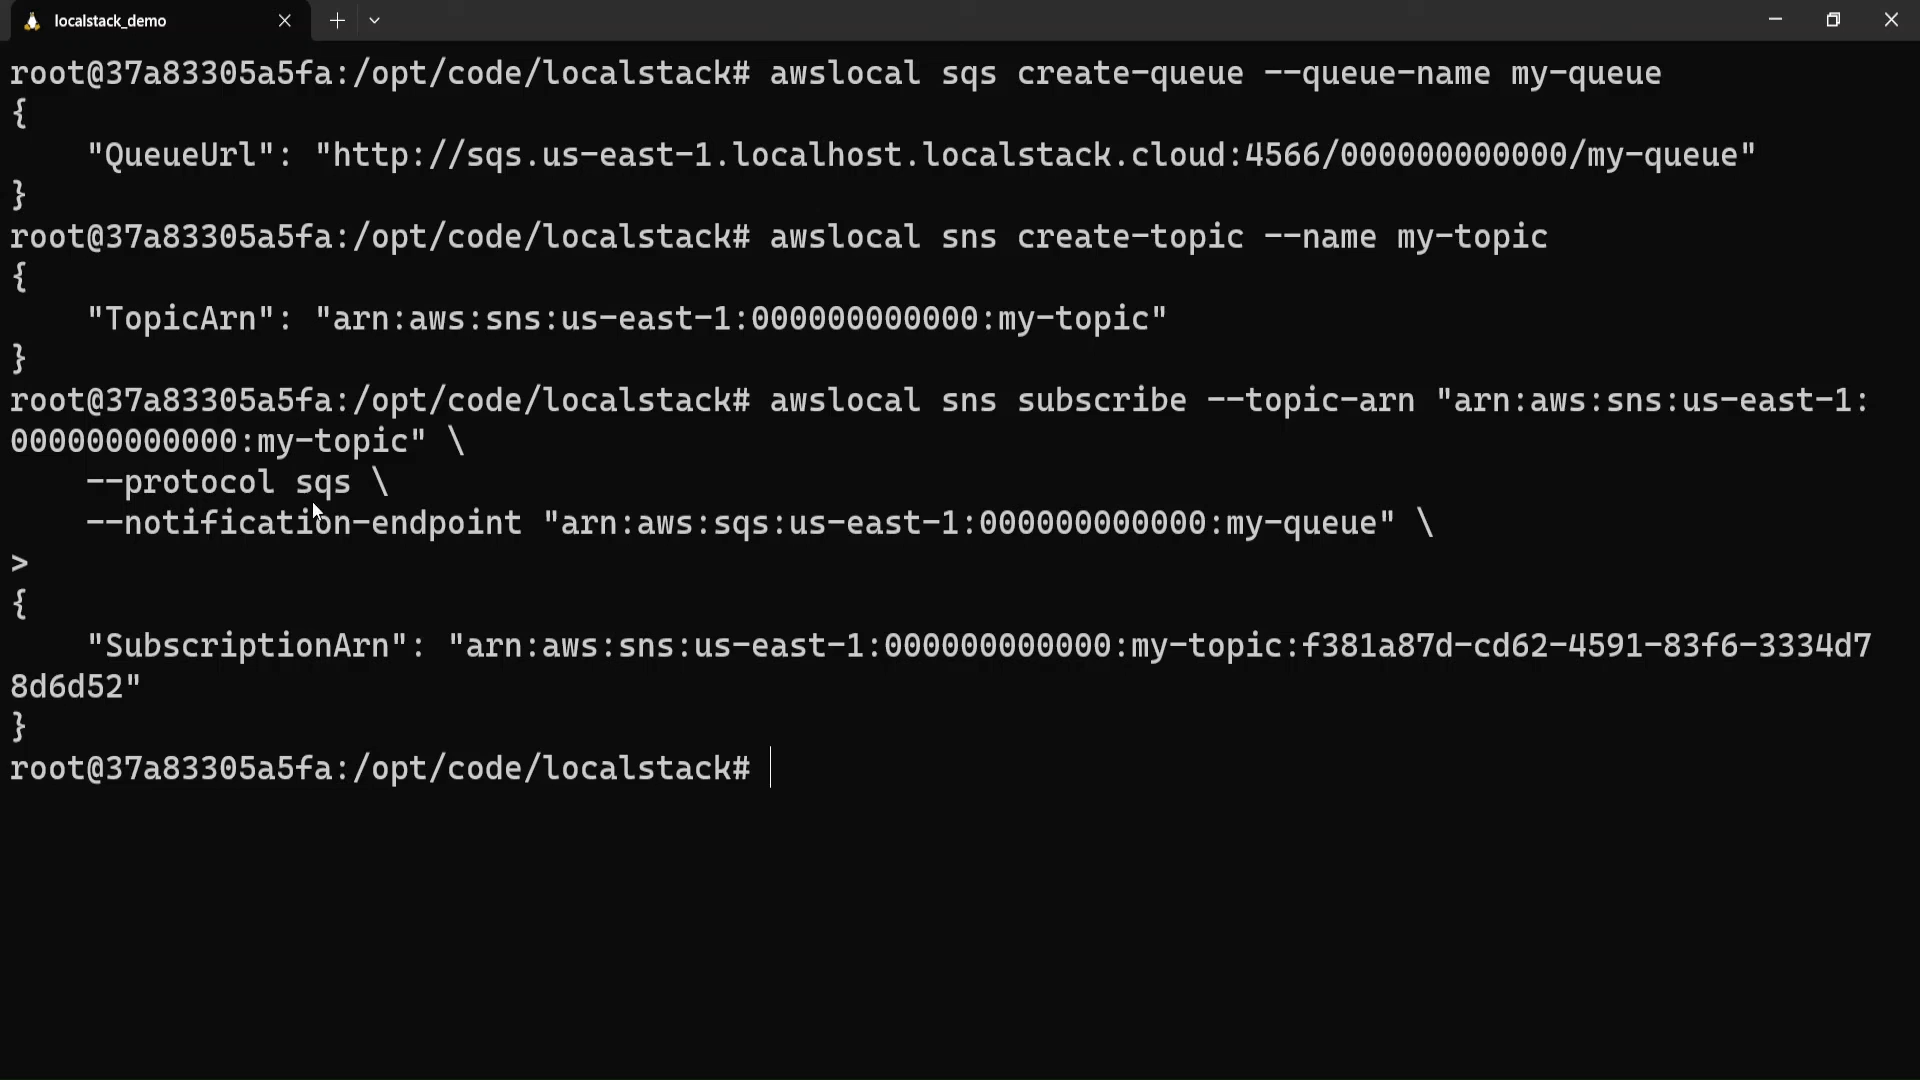 localstack_demo
root@37a83305a5fa:/opt/code/localstack# awslocal sqs create-queue --queue-name my-queue
{
    "QueueUrl": "http://sqs.us-east-1.localhost.localstack.cloud:4566/000000000000/my-queue"
}
root@37a83305a5fa:/opt/code/localstack# awslocal sns create-topic --name my-topic
{
    "TopicArn": "arn:aws:sns:us-east-1:000000000000:my-topic"
}
root@37a83305a5fa:/opt/code/localstack# awslocal sns subscribe --topic-arn "arn:aws:sns:us-east-1:
000000000000:my-topic" \
    --protocol sqs \
    --notification-endpoint "arn:aws:sqs:us-east-1:000000000000:my-queue" \
>
{
    "SubscriptionArn": "arn:aws:sns:us-east-1:000000000000:my-topic:f381a87d-cd62-4591-83f6-3334d7
8d6d52"
}
root@37a83305a5fa:/opt/code/localstack#